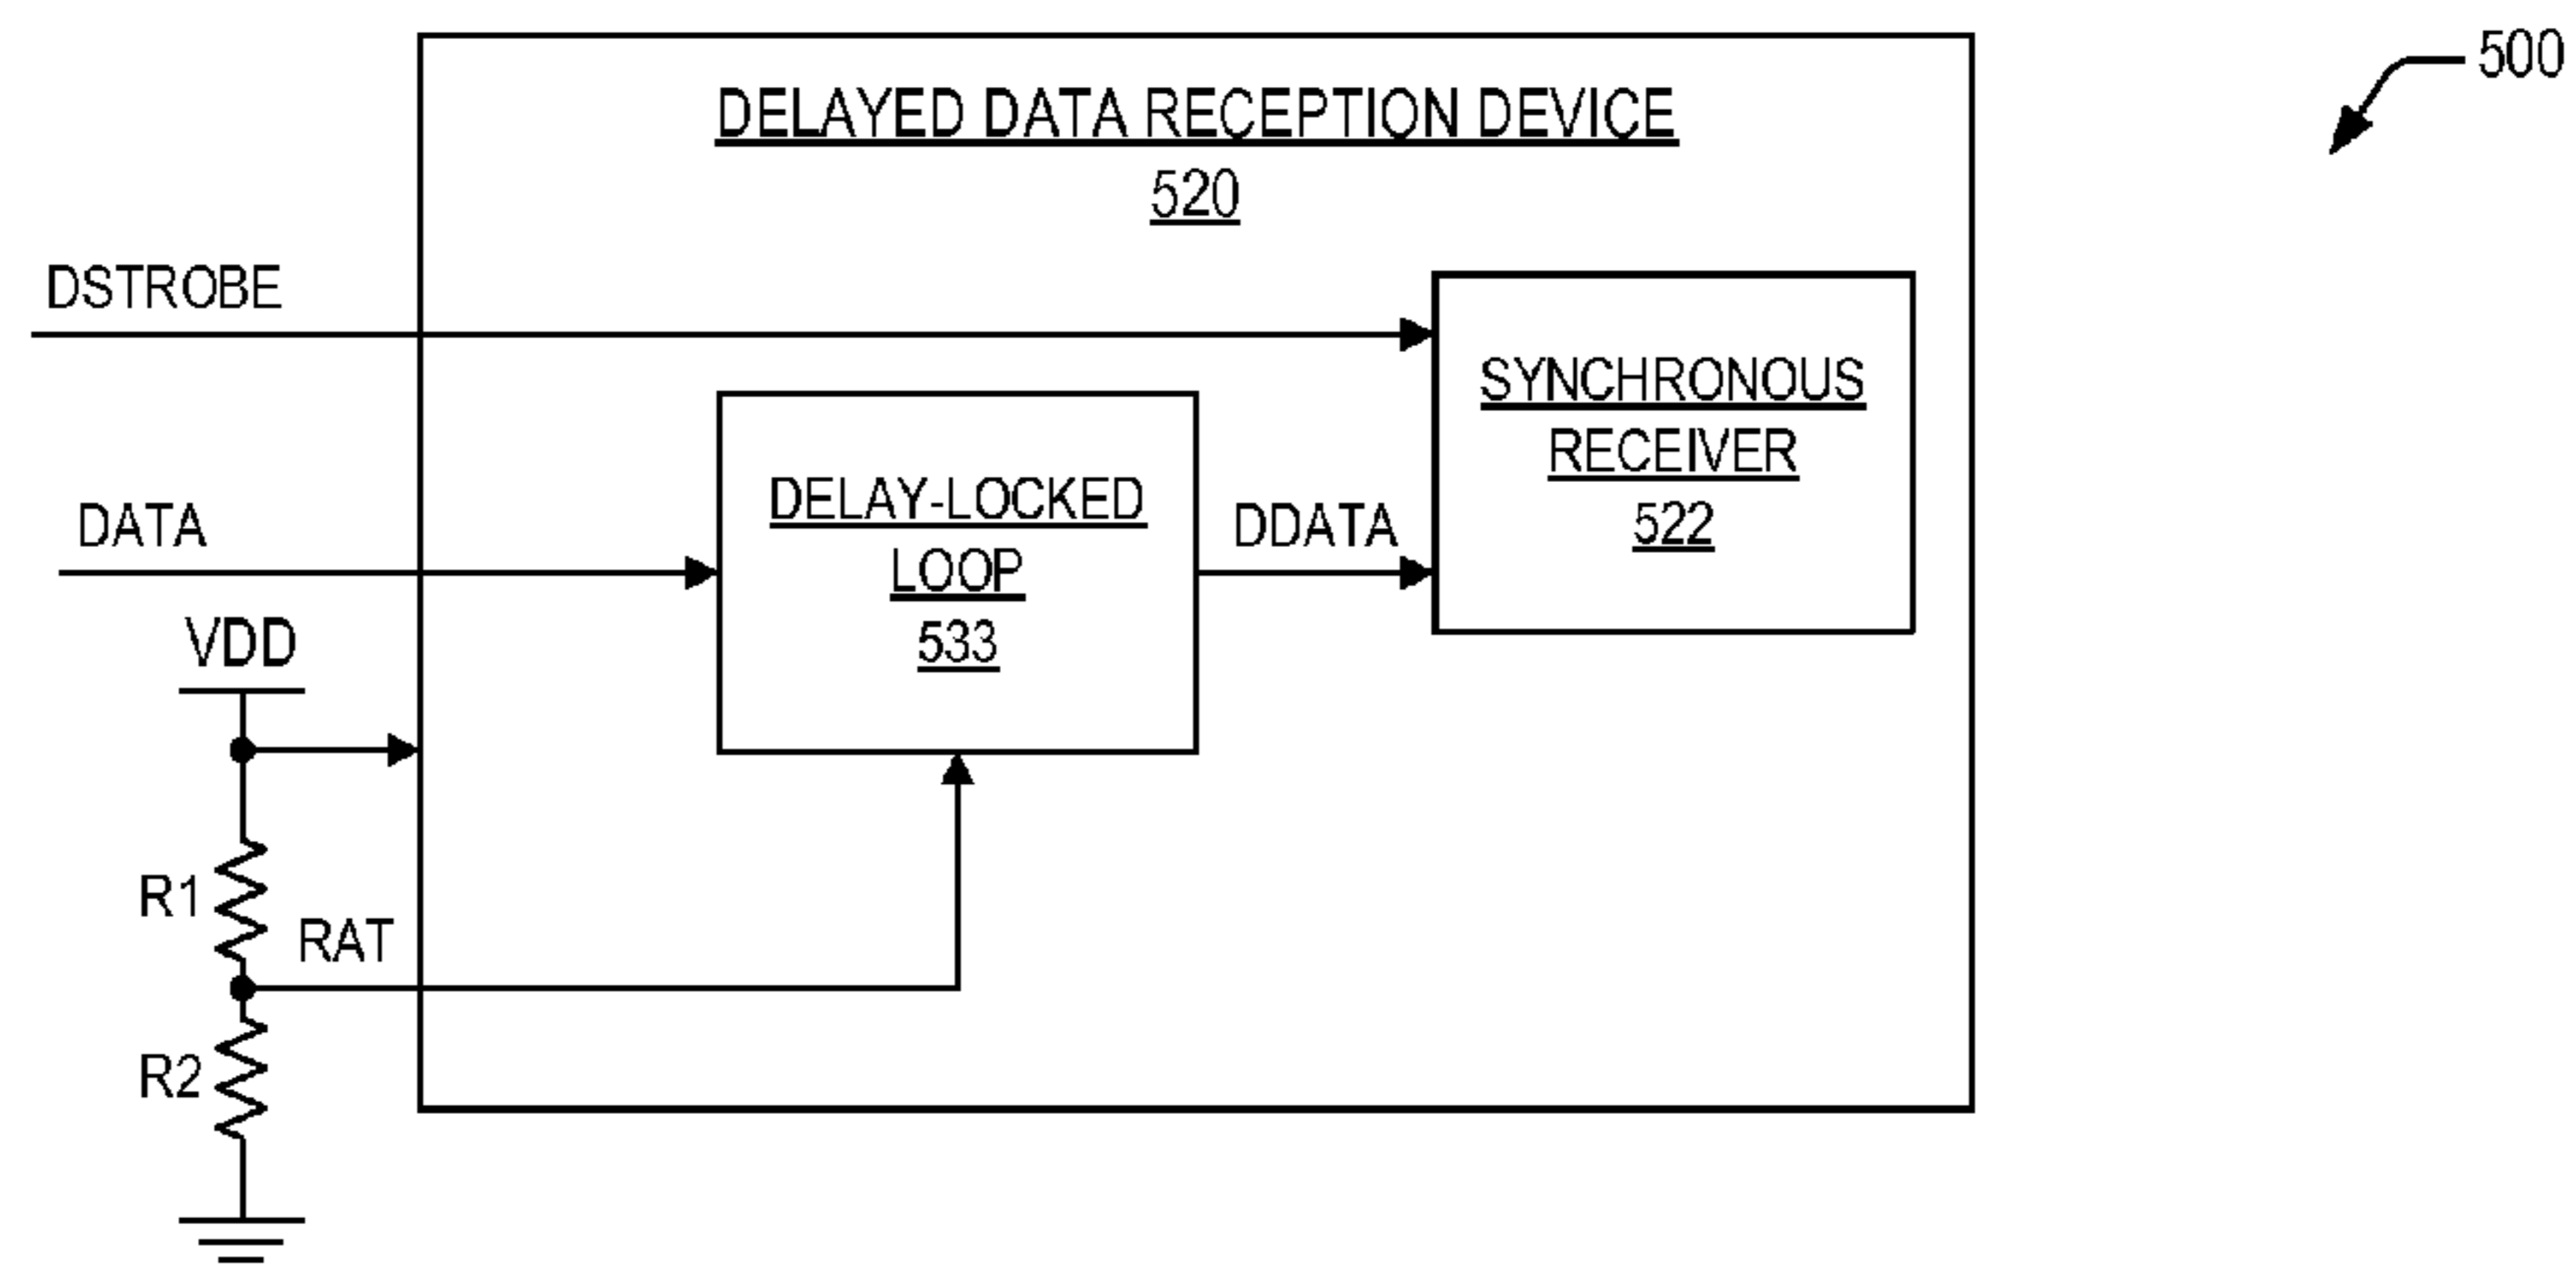 500
DELAYED DATA RECEPTION DEVICE
520
DSTROBE
SYNCHRONOUS
RECEIVER
522
DATA
DELAY-LOCKED
LOOP
533
DDATA
VDD
R1
RAT
R2